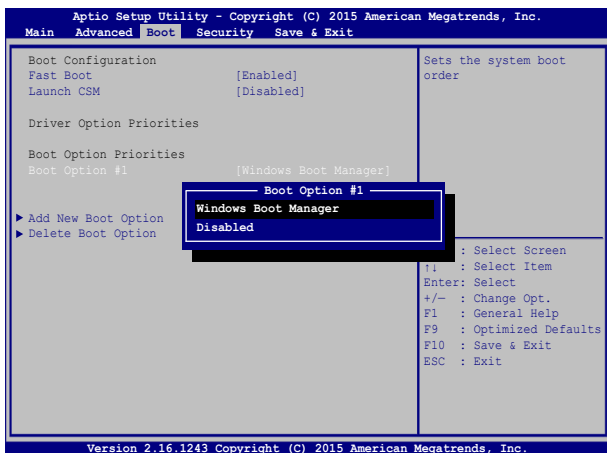 Aptio Setup Utility - Copyright (C) 2015 American Megatrends, Inc.
Main Advanced Boot Security Save & Exit
Boot Configuration
Fast Boot [Enabled]
Launch CSM [Disabled]
Driver Option Priorities
Boot Option Priorities
Boot Option #1 [Windows Boot Manager]
Add New Boot Option
Delete Boot Option
Boot Option #1
Windows Boot Manager
Disabled
Sets the system boot
order
: Select Screen
↑↓ : Select Item
Enter: Select
+/— : Change Opt.
F1 : General Help
F9 : Optimized Defaults
F10 : Save & Exit
ESC : Exit
Version 2.16.1243 Copyright (C) 2015 American Megatrends, Inc.